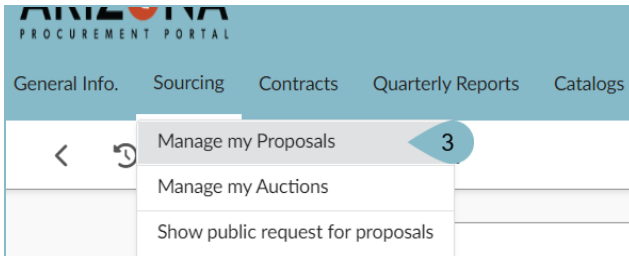 ARIZONA
PROCUREMENT PORTAL
General Info. Sourcing Contracts Quarterly Reports Catalogs
Manage my Proposals 3
Manage my Auctions
Show public request for proposals